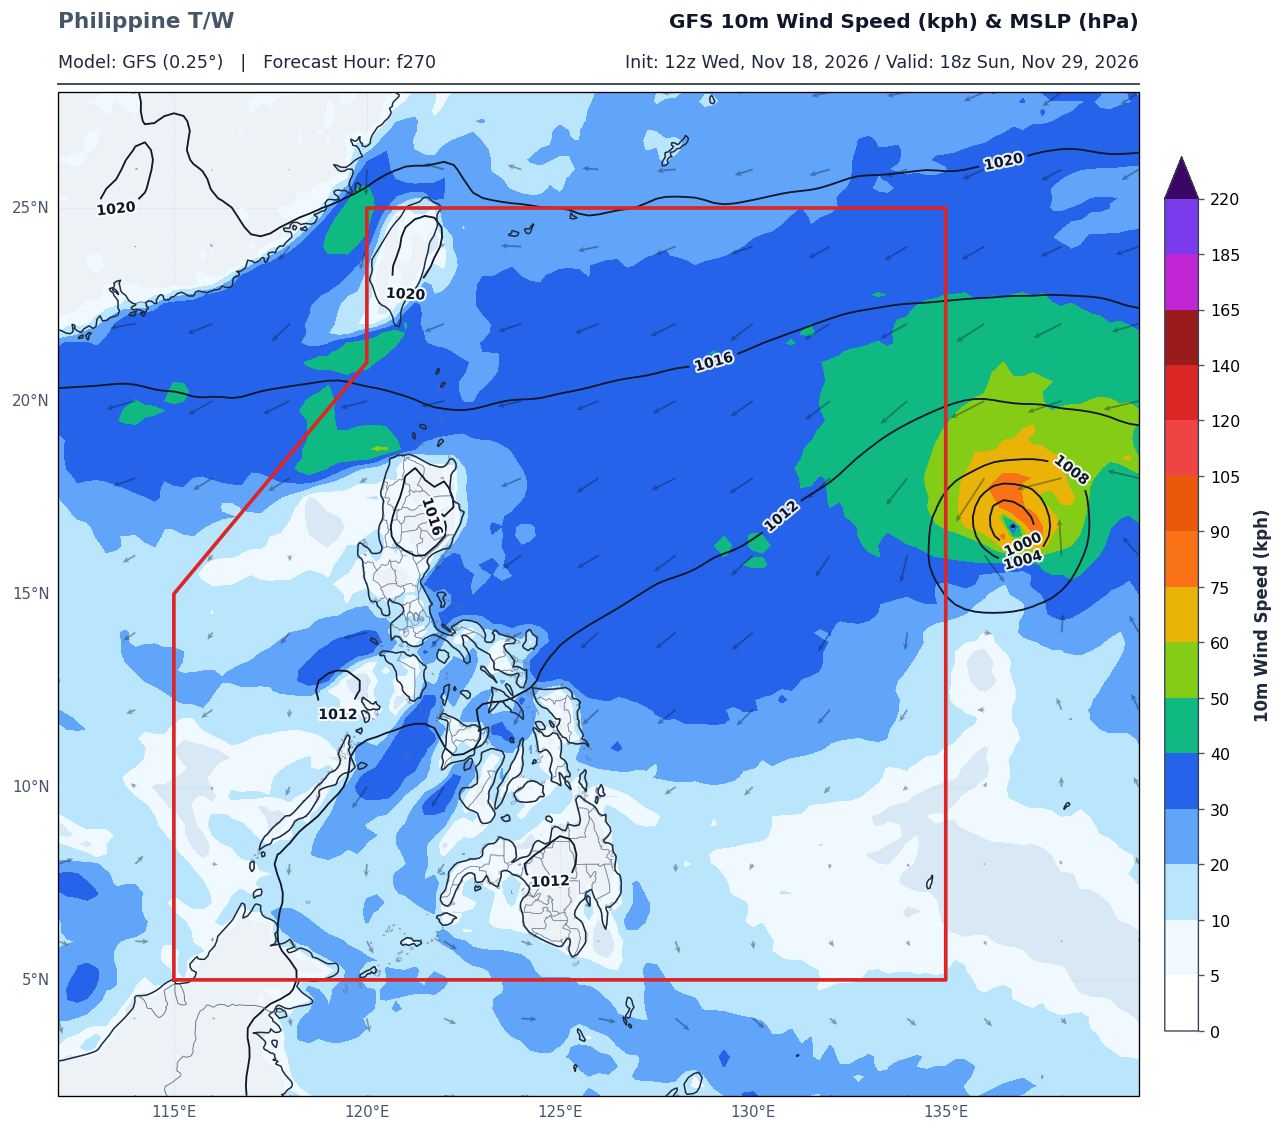 Philippine T/W
GFS 10m Wind Speed (kph) & MSLP (hPa)
Model: GFS (0.25°) | Forecast Hour: f270
Init: 12z Wed, Nov 18, 2026 / Valid: 18z Sun, Nov 29, 2026
1020
1020
1020
1016
1016
1012
1012
1012
1008
1000
1004
25°N
20°N
15°N
10°N
5°N
115°E
120°E
125°E
130°E
135°E
220
185
165
140
120
105
90
75
60
50
40
30
20
10
5
0
10m Wind Speed (kph)